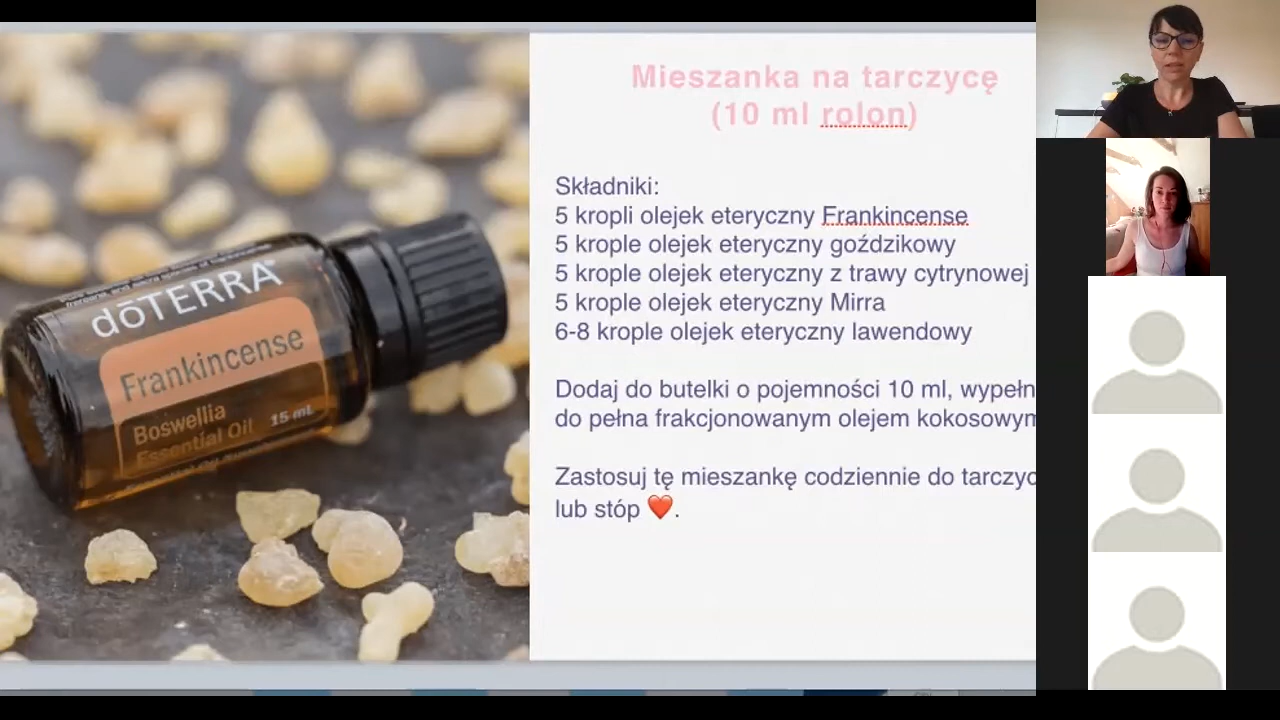 Mieszanka na tarczycę
(10 ml rolon)
Składniki:
5 kropli olejek eteryczny Frankincense
5 krople olejek eteryczny goździkowy
5 krople olejek eteryczny z trawy cytrynowej
5 krople olejek eteryczny Mirra
6-8 krople olejek eteryczny lawendowy
Dodaj do butelki o pojemności 10 ml, wypełn
do pełna frakcjonowanym olejem kokosowym
Zastosuj tę mieszankę codziennie do tarczyc
lub stóp ❤️.
dōTERRA
Frankincense
Boswellia
Essential Oil 15 mL